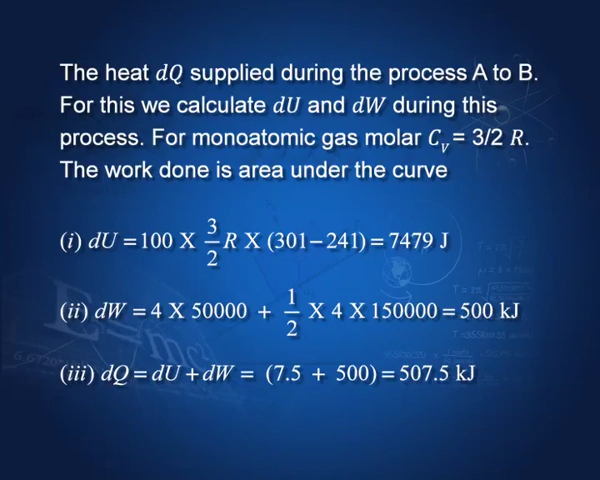 The heat dQ supplied during the process A to B.
For this we calculate dU and dW during this
process. For monoatomic gas molar C_v = 3/2 R.
The work done is area under the curve
(i) dU = 100 X 3/2 R X (301−241) = 7479 J
(ii) dW = 4 X 50000 + 1/2 X 4 X 150000 = 500 kJ
(iii) dQ = dU + dW = (7.5 + 500) = 507.5 kJ
E=mc²